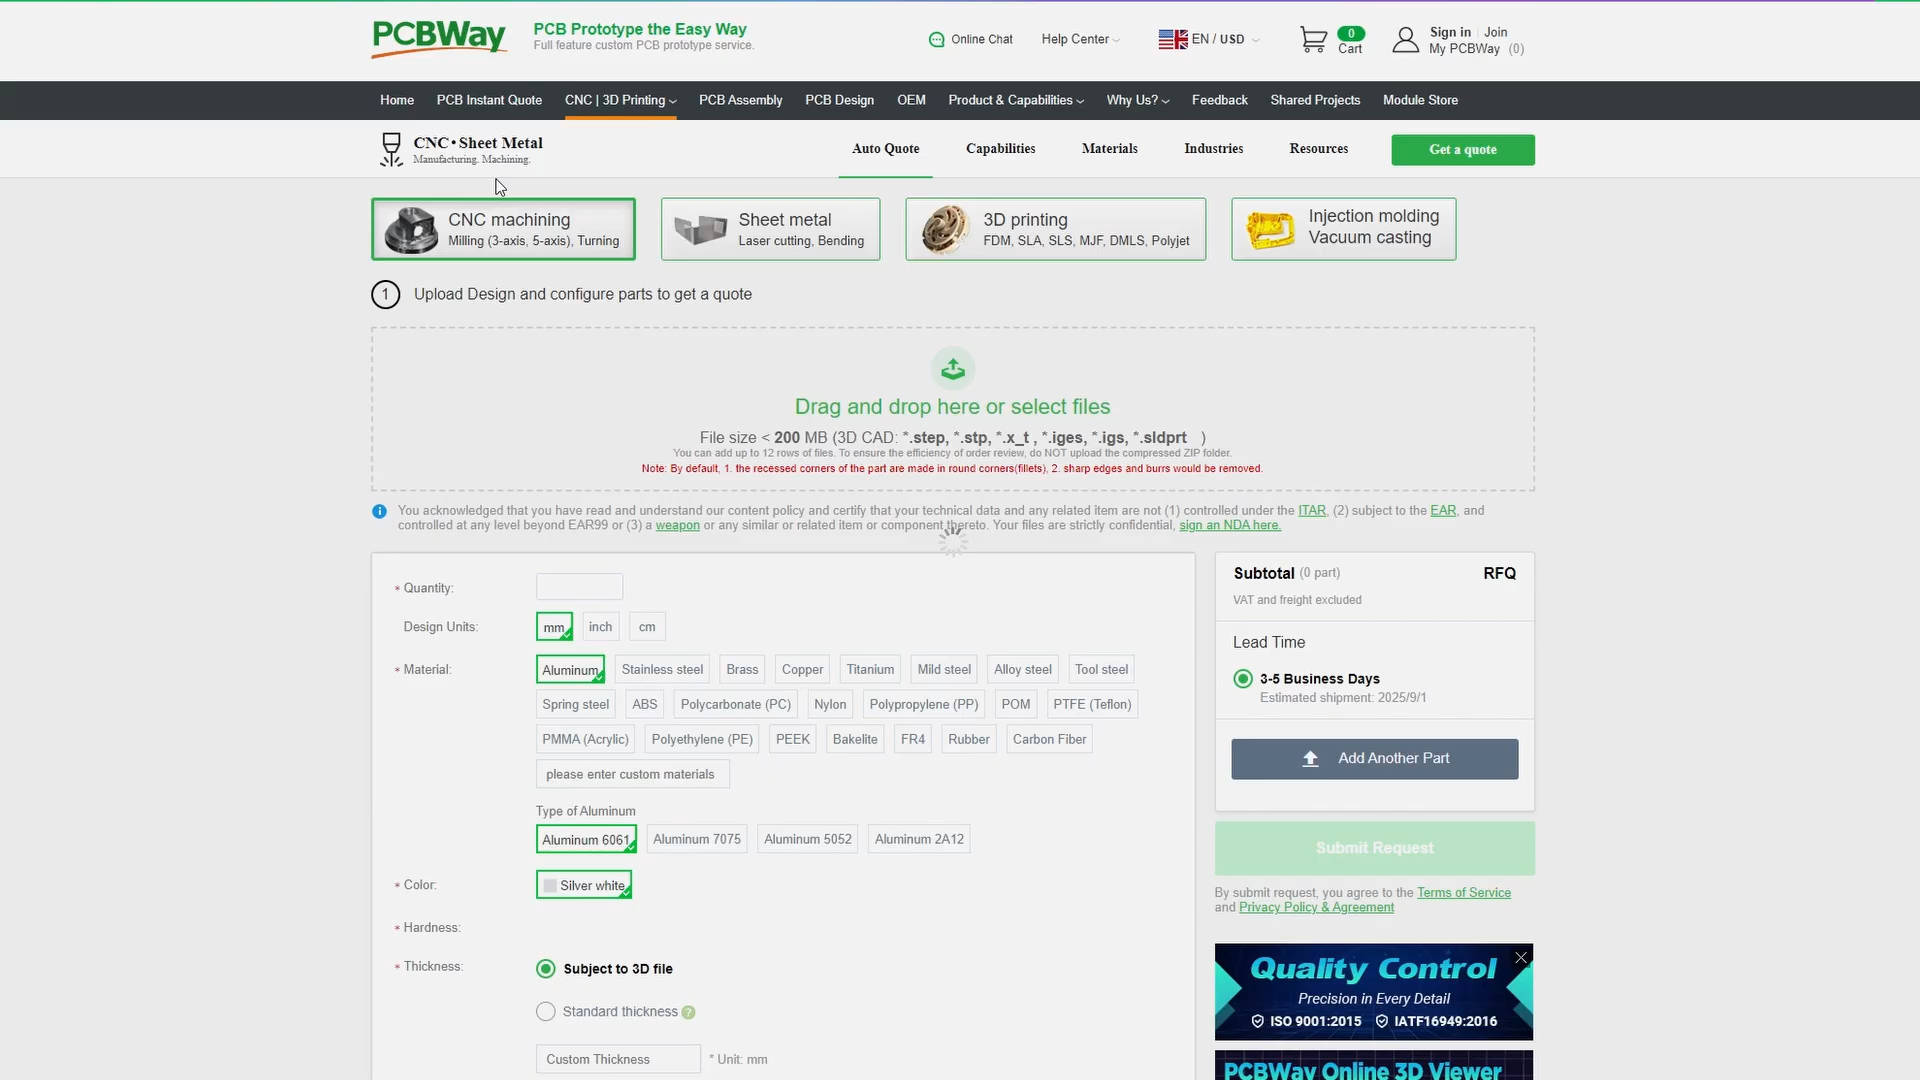 PCBWay
PCB Prototype the Easy Way
Full feature custom PCB prototype service.
Online Chat
Help Center
EN / USD
0
Cart
Sign in | Join
My PCBWay (0)
Home
PCB Instant Quote
CNC | 3D Printing
PCB Assembly
PCB Design
OEM
Product & Capabilities
Why Us?
Feedback
Shared Projects
Module Store
CNC•Sheet Metal
Manufacturing. Machining.
Auto Quote
Capabilities
Materials
Industries
Resources
Get a quote
CNC machining
Milling (3-axis, 5-axis), Turning
Sheet metal
Laser cutting, Bending
3D printing
FDM, SLA, SLS, MJF, DMLS, Polyjet
Injection molding
Vacuum casting
1 Upload Design and configure parts to get a quote
Drag and drop here or select files
File size < 200 MB (3D CAD: *.step, *.stp, *.x_t , *.iges, *.igs, *.sldprt )
You can add up to 12 rows of files. To ensure the efficiency of order review, do NOT upload the compressed ZIP folder.
Note: By default, 1. the recessed corners of the part are made in round corners(fillets), 2. sharp edges and burrs would be removed.
You acknowledged that you have read and understand our content policy and certify that your technical data and any related item are not (1) controlled under the ITAR, (2) subject to the EAR, and
controlled at any level beyond EAR99 or (3) a weapon or any similar or related item or component thereto. Your files are strictly confidential, sign an NDA here.
* Quantity:
Design Units:
mm
inch
cm
* Material:
Aluminum
Stainless steel
Brass
Copper
Titanium
Mild steel
Alloy steel
Tool steel
Spring steel
ABS
Polycarbonate (PC)
Nylon
Polypropylene (PP)
POM
PTFE (Teflon)
PMMA (Acrylic)
Polyethylene (PE)
PEEK
Bakelite
FR4
Rubber
Carbon Fiber
please enter custom materials
Type of Aluminum
Aluminum 6061
Aluminum 7075
Aluminum 5052
Aluminum 2A12
* Color:
Silver white
* Hardness:
* Thickness:
Subject to 3D file
Standard thickness ?
Custom Thickness
* Unit: mm
Subtotal (0 part)
RFQ
VAT and freight excluded
Lead Time
3-5 Business Days
Estimated shipment: 2025/9/1
Add Another Part
Submit Request
By submit request, you agree to the Terms of Service
and Privacy Policy & Agreement
Quality Control
Precision in Every Detail
ISO 9001:2015
IATF16949:2016
PCBWay Online 3D Viewer